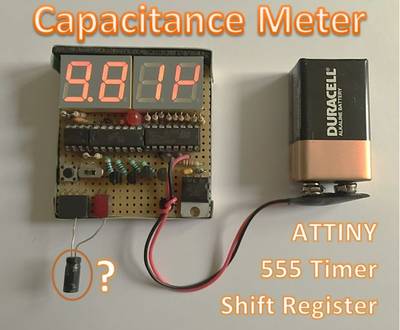 Capacitance Meter
9.81µ
DURACELL
ALKALINE BATTERY
?
ATTINY
555 Timer
Shift Register